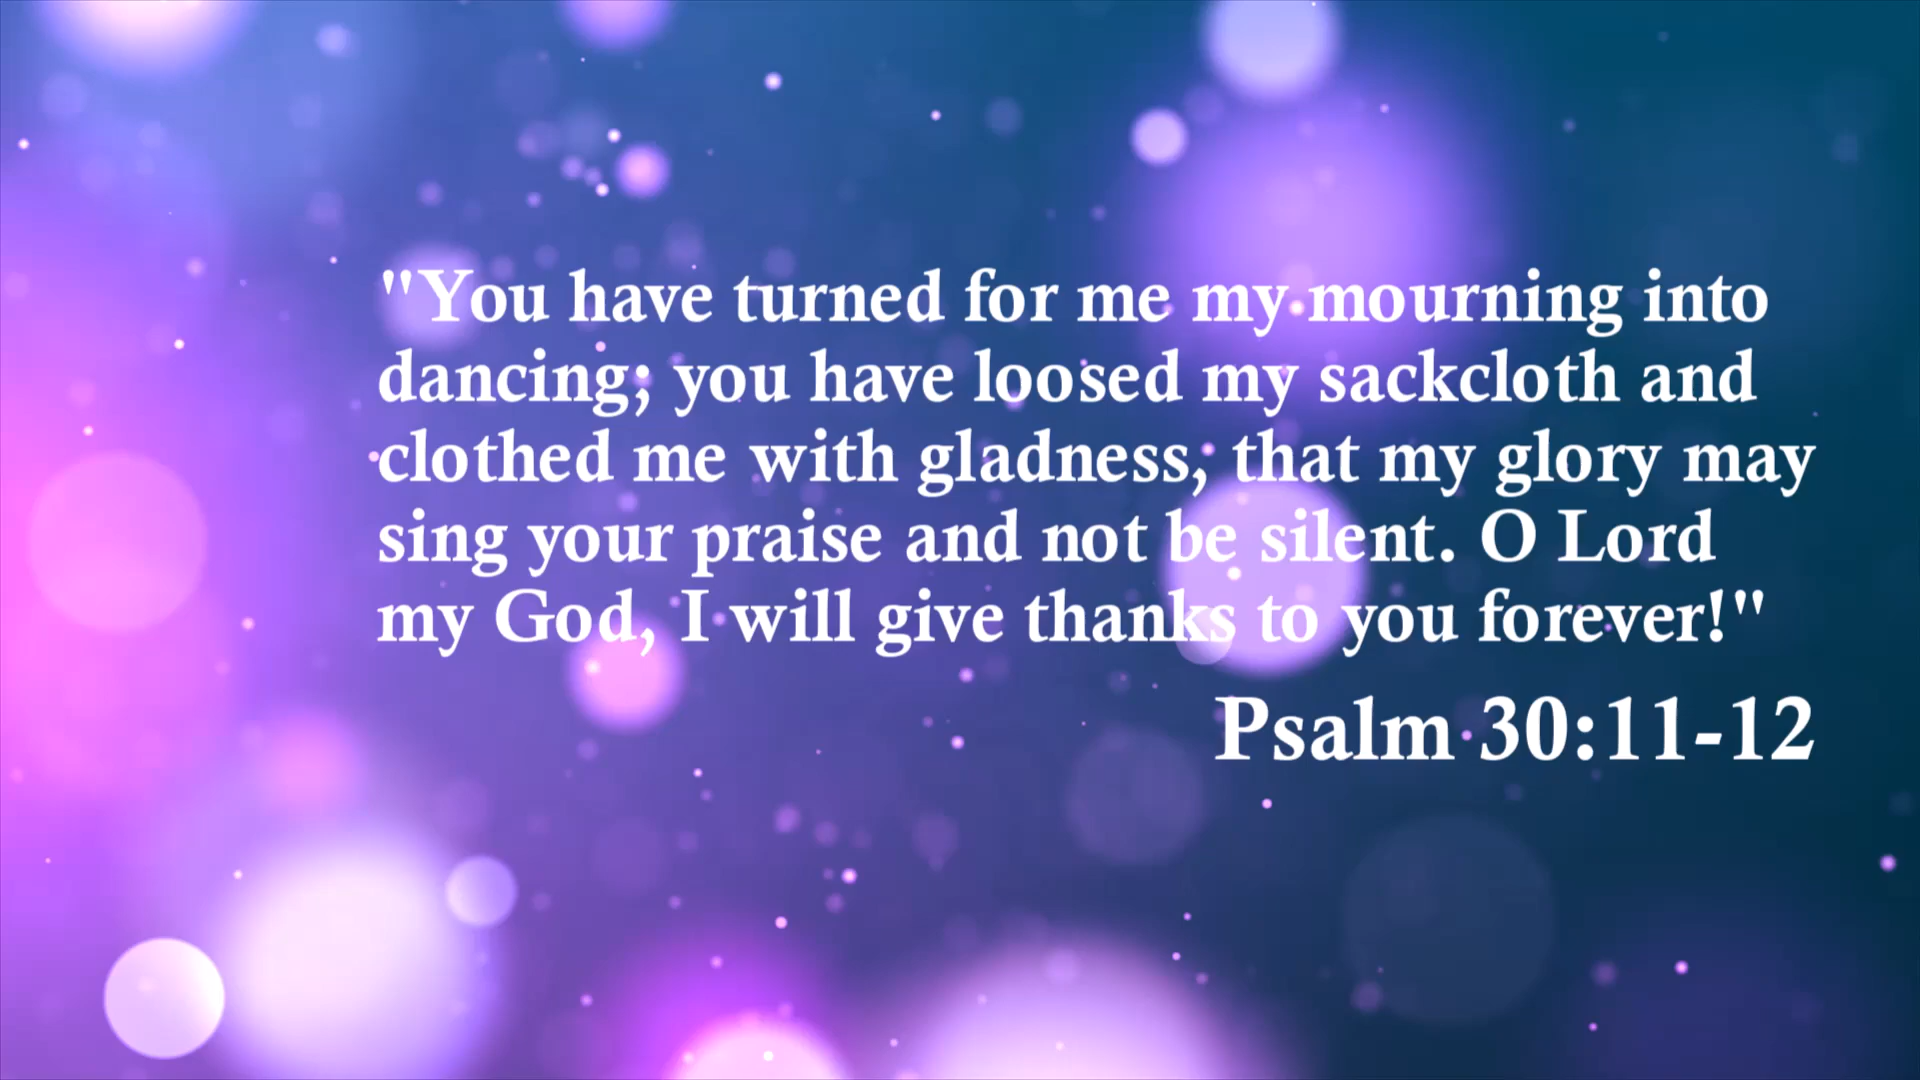 "You have turned for me my mourning into
dancing; you have loosed my sackcloth and
clothed me with gladness, that my glory may
sing your praise and not be silent. O Lord
my God, I will give thanks to you forever!"
Psalm 30:11-12